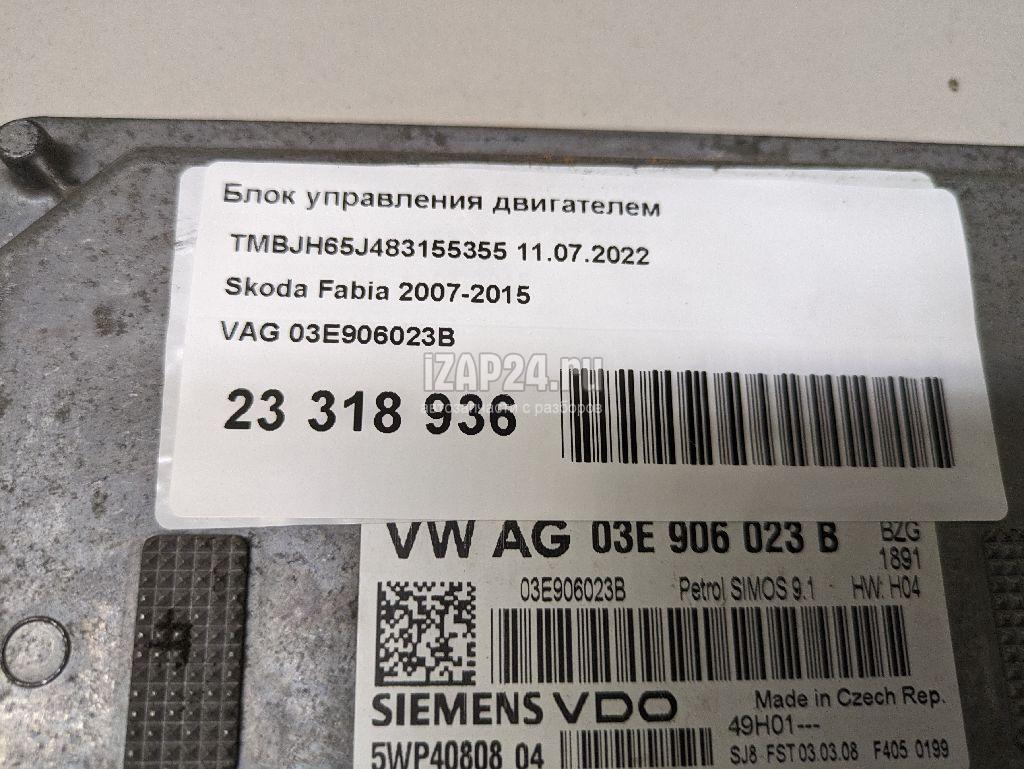 Блок управления двигателем
TMBJH65J483155355 11.07.2022
Skoda Fabia 2007-2015
VAG 03E906023B
iZAP24.ru
автозапчасти с разборов
23 318 936
VW AG 03E 906 023 B
BZG
1891
03E906023B Petrol SIMOS 9.1 HW: H04
SIEMENS VDO
Made in Czech Rep.
49H01---
5WP40808 04
SJ8 FST 03.03.08 F405 0199